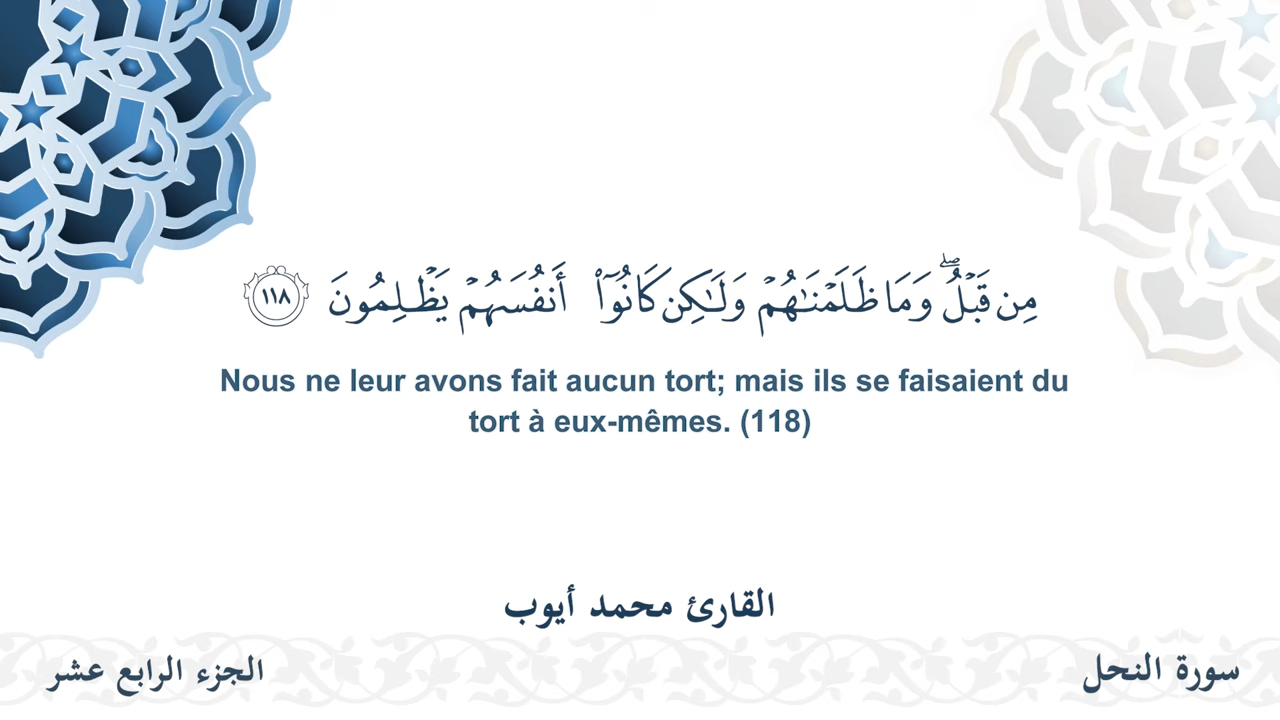 مِن قَبْلُ ۖ وَمَا ظَلَمْنَـٰهُمْ وَلَـٰكِن كَانُوٓا۟ أَنفُسَهُمْ يَظْلِمُونَ ١١٨
Nous ne leur avons fait aucun tort; mais ils se faisaient du
tort à eux-mêmes. (118)
القارئ محمد أيوب
سورة النحل
الجزء الرابع عشر